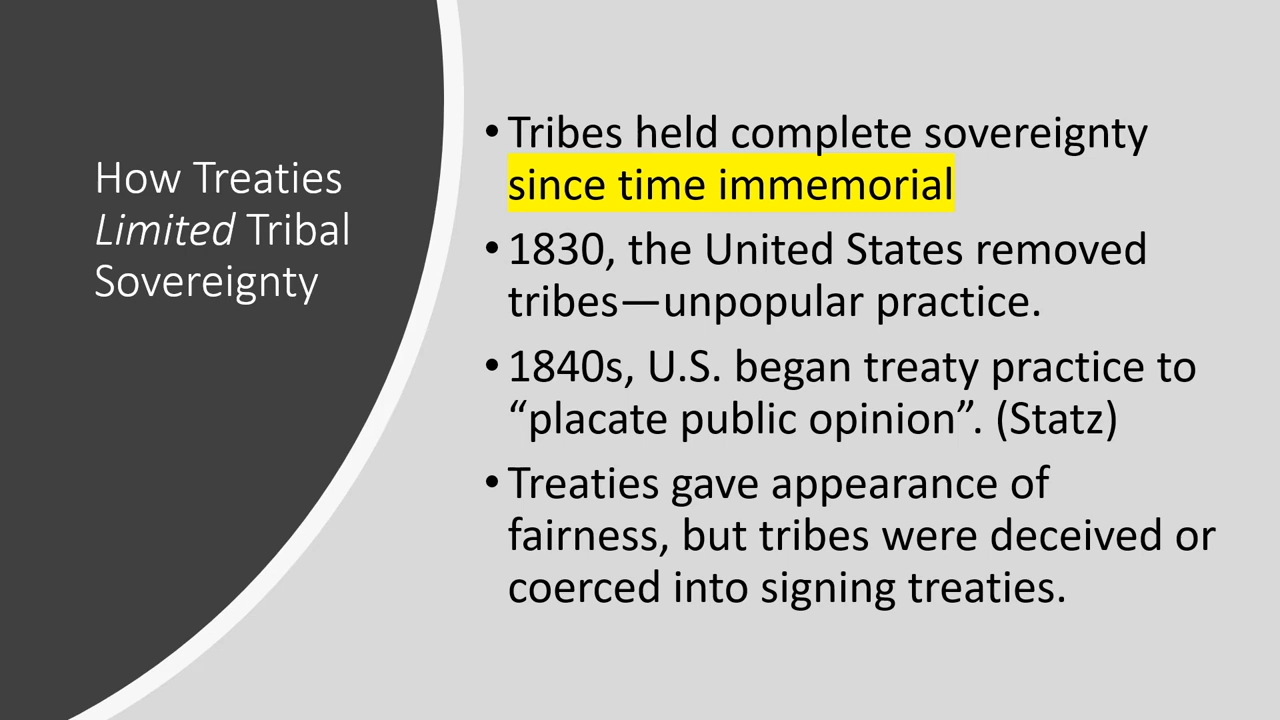 How Treaties
Limited Tribal
Sovereignty
• Tribes held complete sovereignty
since time immemorial
• 1830, the United States removed
tribes—unpopular practice.
• 1840s, U.S. began treaty practice to
“placate public opinion”. (Statz)
• Treaties gave appearance of
fairness, but tribes were deceived or
coerced into signing treaties.